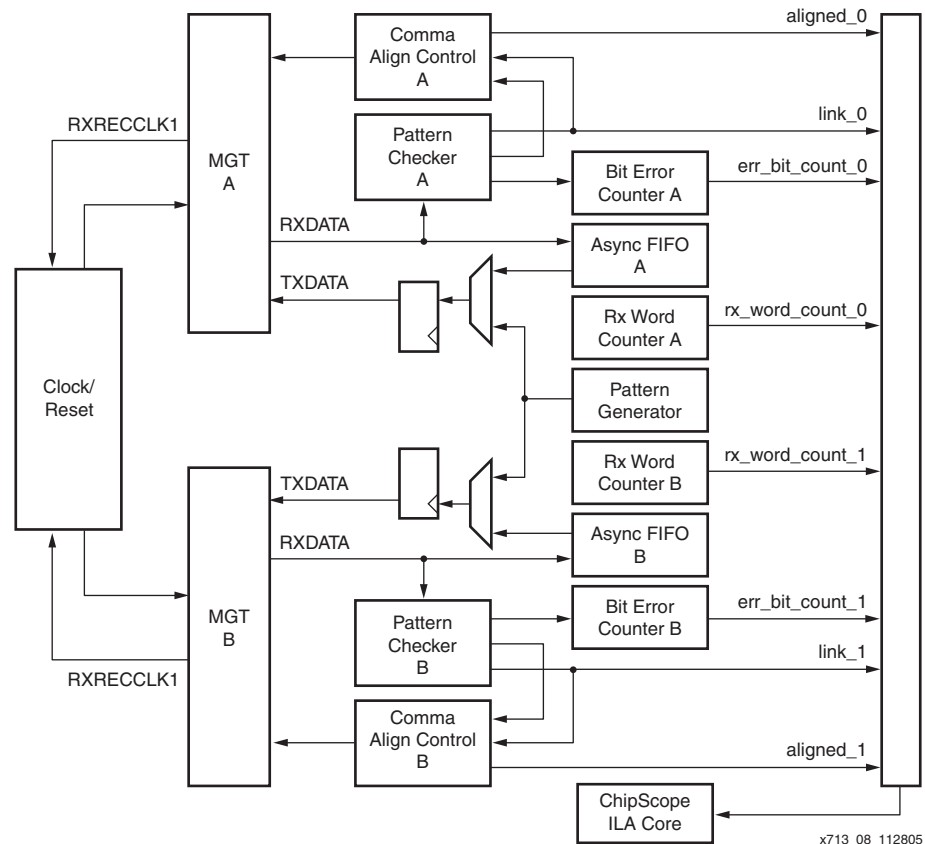 aligned_0
Comma
Align Control
A
link_0
RXRECCLK1
MGT
A
Pattern
Checker
A
Bit Error
Counter A
err_bit_count_0
RXDATA
Async FIFO
A
TXDATA
Rx Word
Counter A
rx_word_count_0
Clock/
Reset
Pattern
Generator
TXDATA
Rx Word
Counter B
rx_word_count_1
RXDATA
Async FIFO
B
MGT
B
Pattern
Checker
B
Bit Error
Counter B
err_bit_count_1
link_1
RXRECCLK1
Comma
Align Control
B
aligned_1
ChipScope
ILA Core
x713_08_112805